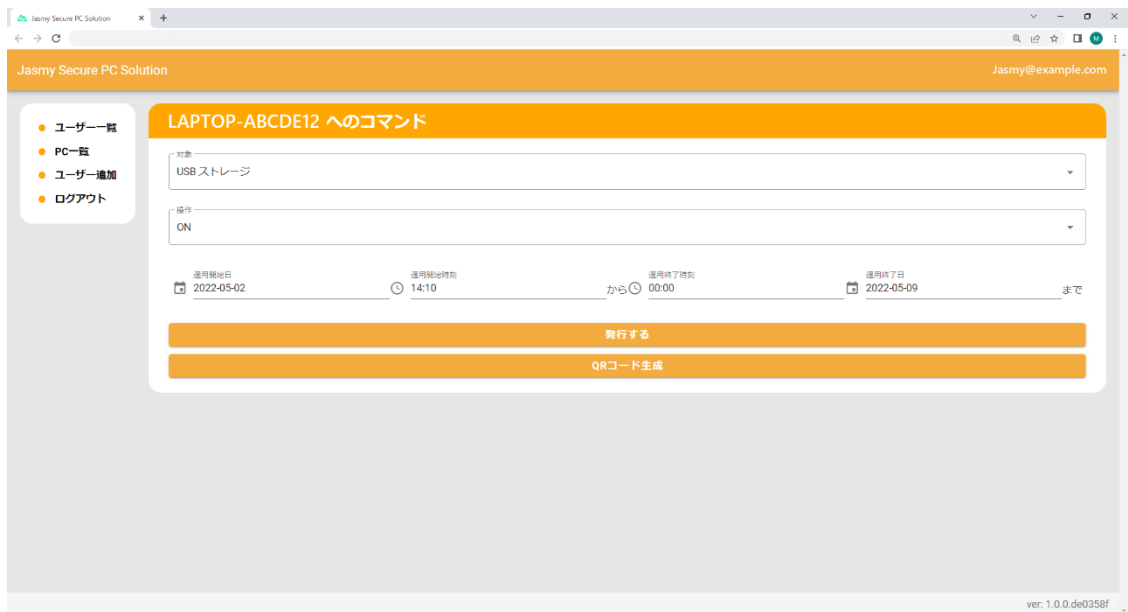 Jasmy Secure PC Solution
Jasmy Secure PC Solution
Jasmy@example.com
ユーザー一覧
PC一覧
ユーザー追加
ログアウト
LAPTOP-ABCDE12 へのコマンド
対象
USB ストレージ
操作
ON
適用開始日 適用開始時刻 適用終了時刻 適用終了日
2022-05-02 14:10 から 00:00 2022-05-09 まで
発行する
QRコード生成
ver: 1.0.0.de0358f